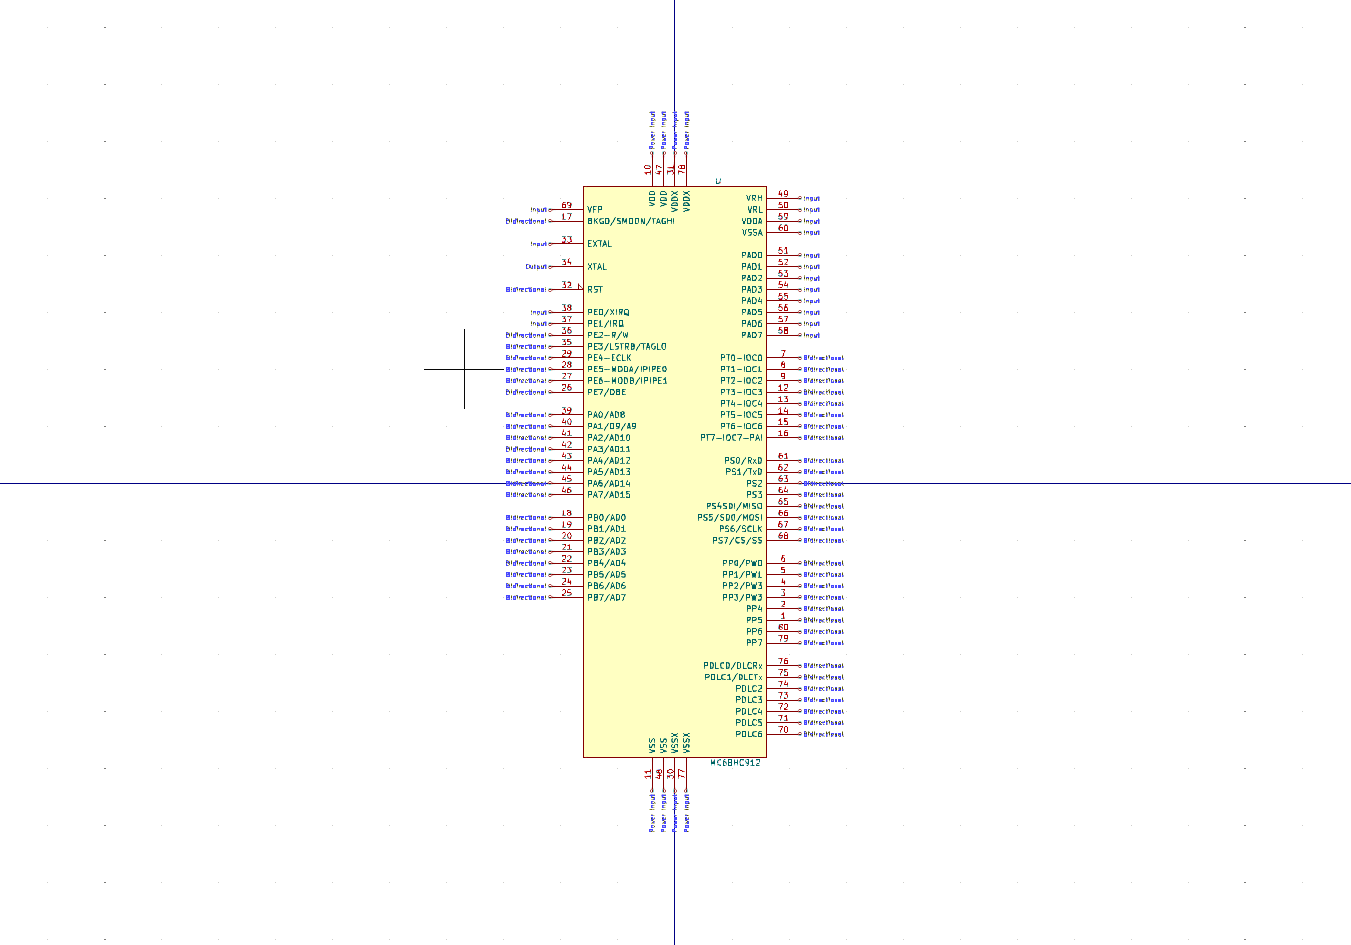 Power Input Power Input Power Input Power Input
10 47 31 78
U
VDD VDD VDDX VDDX
VRH 49 Input
Input 69 VFP VRL 50 Input
Bidirectional 17 BKGD/SMODN/TAGHI VDDA 59 Input
VSSA 60 Input
Input 33 EXTAL
PAD0 51 Input
Output 34 XTAL PAD1 52 Input
PAD2 53 Input
Bidirectional 32 RST PAD3 54 Input
PAD4 55 Input
Input 38 PE0/XIRQ PAD5 56 Input
Input 37 PE1/IRQ PAD6 57 Input
Bidirectional 36 PE2-R/W PAD7 58 Input
Bidirectional 35 PE3/LSTRB/TAGLO
Bidirectional 29 PE4-ECLK PT0-IOC0 7 Bidirectional
Bidirectional 28 PE5-MODA/IPIPE0 PT1-IOC1 8 Bidirectional
Bidirectional 27 PE6-MODB/IPIPE1 PT2-IOC2 9 Bidirectional
Bidirectional 26 PE7/DBE PT3-IOC3 12 Bidirectional
PT4-IOC4 13 Bidirectional
Bidirectional 39 PA0/AD8 PT5-IOC5 14 Bidirectional
Bidirectional 40 PA1/D9/A9 PT6-IOC6 15 Bidirectional
Bidirectional 41 PA2/AD10 PT7-IOC7-PAI 16 Bidirectional
Bidirectional 42 PA3/AD11
Bidirectional 43 PA4/AD12 PS0/RxD 61 Bidirectional
Bidirectional 44 PA5/AD13 PS1/TxD 62 Bidirectional
Bidirectional 45 PA6/AD14 PS2 63 Bidirectional
Bidirectional 46 PA7/AD15 PS3 64 Bidirectional
PS4SDI/MISO 65 Bidirectional
Bidirectional 18 PB0/AD0 PS5/SDO/MOSI 66 Bidirectional
Bidirectional 19 PB1/AD1 PS6/SCLK 67 Bidirectional
Bidirectional 20 PB2/AD2 PS7/CS/SS 68 Bidirectional
Bidirectional 21 PB3/AD3
Bidirectional 22 PB4/AD4 PP0/PW0 6 Bidirectional
Bidirectional 23 PB5/AD5 PP1/PW1 5 Bidirectional
Bidirectional 24 PB6/AD6 PP2/PW3 4 Bidirectional
Bidirectional 25 PB7/AD7 PP3/PW3 3 Bidirectional
PP4 2 Bidirectional
PP5 1 Bidirectional
PP6 80 Bidirectional
PP7 79 Bidirectional
PDLC0/DLCRx 76 Bidirectional
PDLC1/DLCTx 75 Bidirectional
PDLC2 74 Bidirectional
PDLC3 73 Bidirectional
PDLC4 72 Bidirectional
PDLC5 71 Bidirectional
PDLC6 70 Bidirectional
VSS VSS VSSX VSSX
MC68HC912
11 48 30 77
Power Input Power Input Power Input Power Input